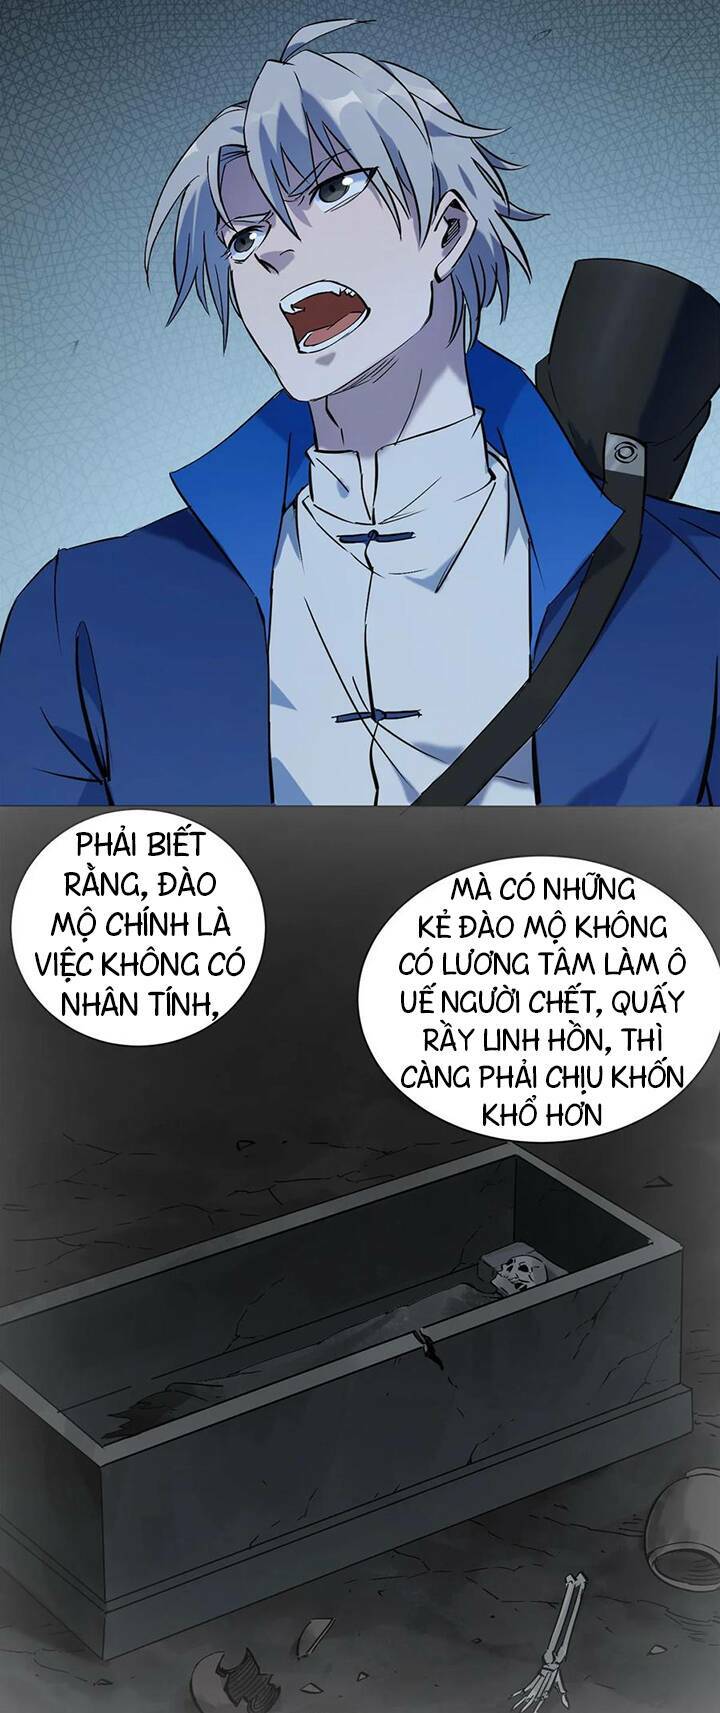 PHẢI BIẾT
RẰNG, ĐÀO
MỘ CHÍNH LÀ
VIỆC KHÔNG CÓ
NHÂN TÍNH,
MÀ CÓ NHỮNG
KẺ ĐÀO MỘ KHÔNG
CÓ LƯƠNG TÂM LÀM Ô
UẾ NGƯỜI CHẾT, QUẤY
RẦY LINH HỒN, THÌ
CÀNG PHẢI CHỊU KHỐN
KHỔ HƠN